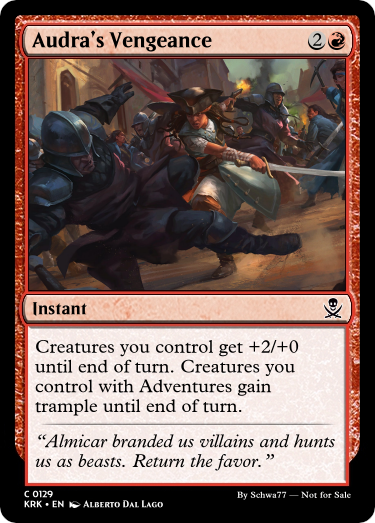 Audra's Vengeance 2
Instant
Creatures you control get +2/+0
until end of turn. Creatures you
control with Adventures gain
trample until end of turn.
“Almicar branded us villains and hunts
us as beasts. Return the favor.”
C 0129
KRK • EN Alberto Dal Lago
By Schwa77 — Not for Sale